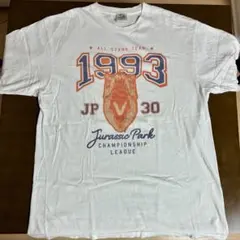 ★ ALL STARS TEAM ★
1993
JP 30
Jurassic Park
CHAMPIONSHIP
LEAGUE